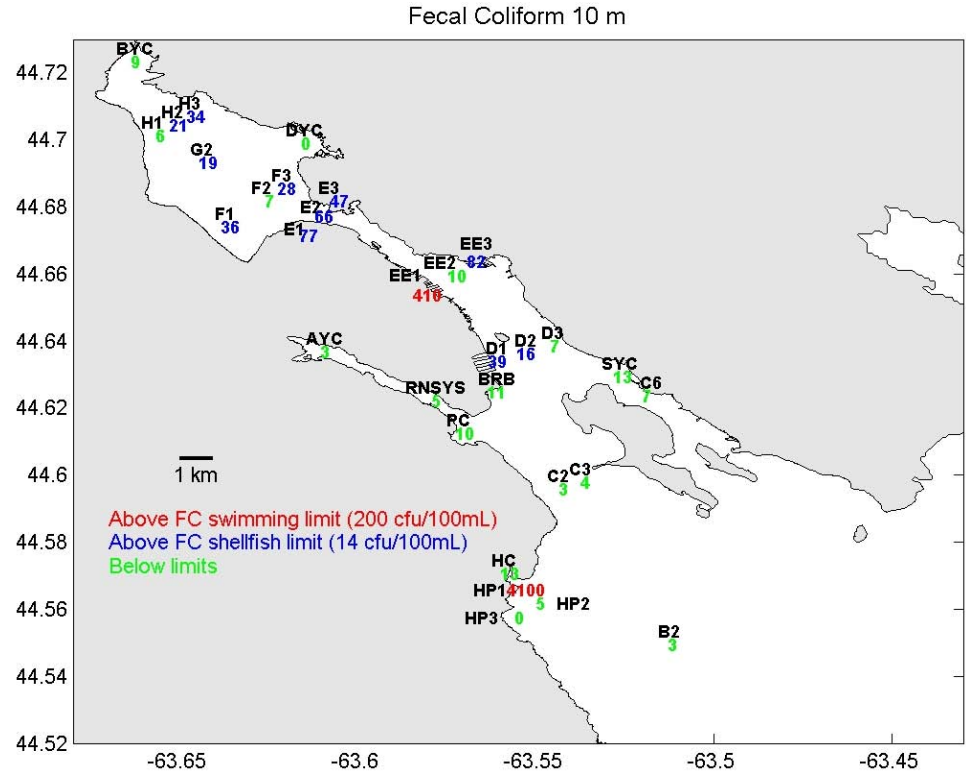 Fecal Coliform 10 m
44.72
BYC
9
H3
H2 34
H1 21
6
44.7
DYC
0
G2
19
F3
F2 28
7
E3
47
44.68
E2
66
F1
36
E1 77
EE3
EE2 82
10
44.66
EE1
410
44.64
AYC
3
D3
7
D2
16
D1
39
SYC
13
BRB
11
C6
7
RNSYS
5
44.62
PC
10
1 km
44.6
C3
4
C2
3
Above FC swimming limit (200 cfu/100mL)
Above FC shellfish limit (14 cfu/100mL)
Below limits
44.58
HC
HP1 4100
44.56
5 HP2
HP3 0
B2
3
44.54
44.52
-63.65 -63.6 -63.55 -63.5 -63.45